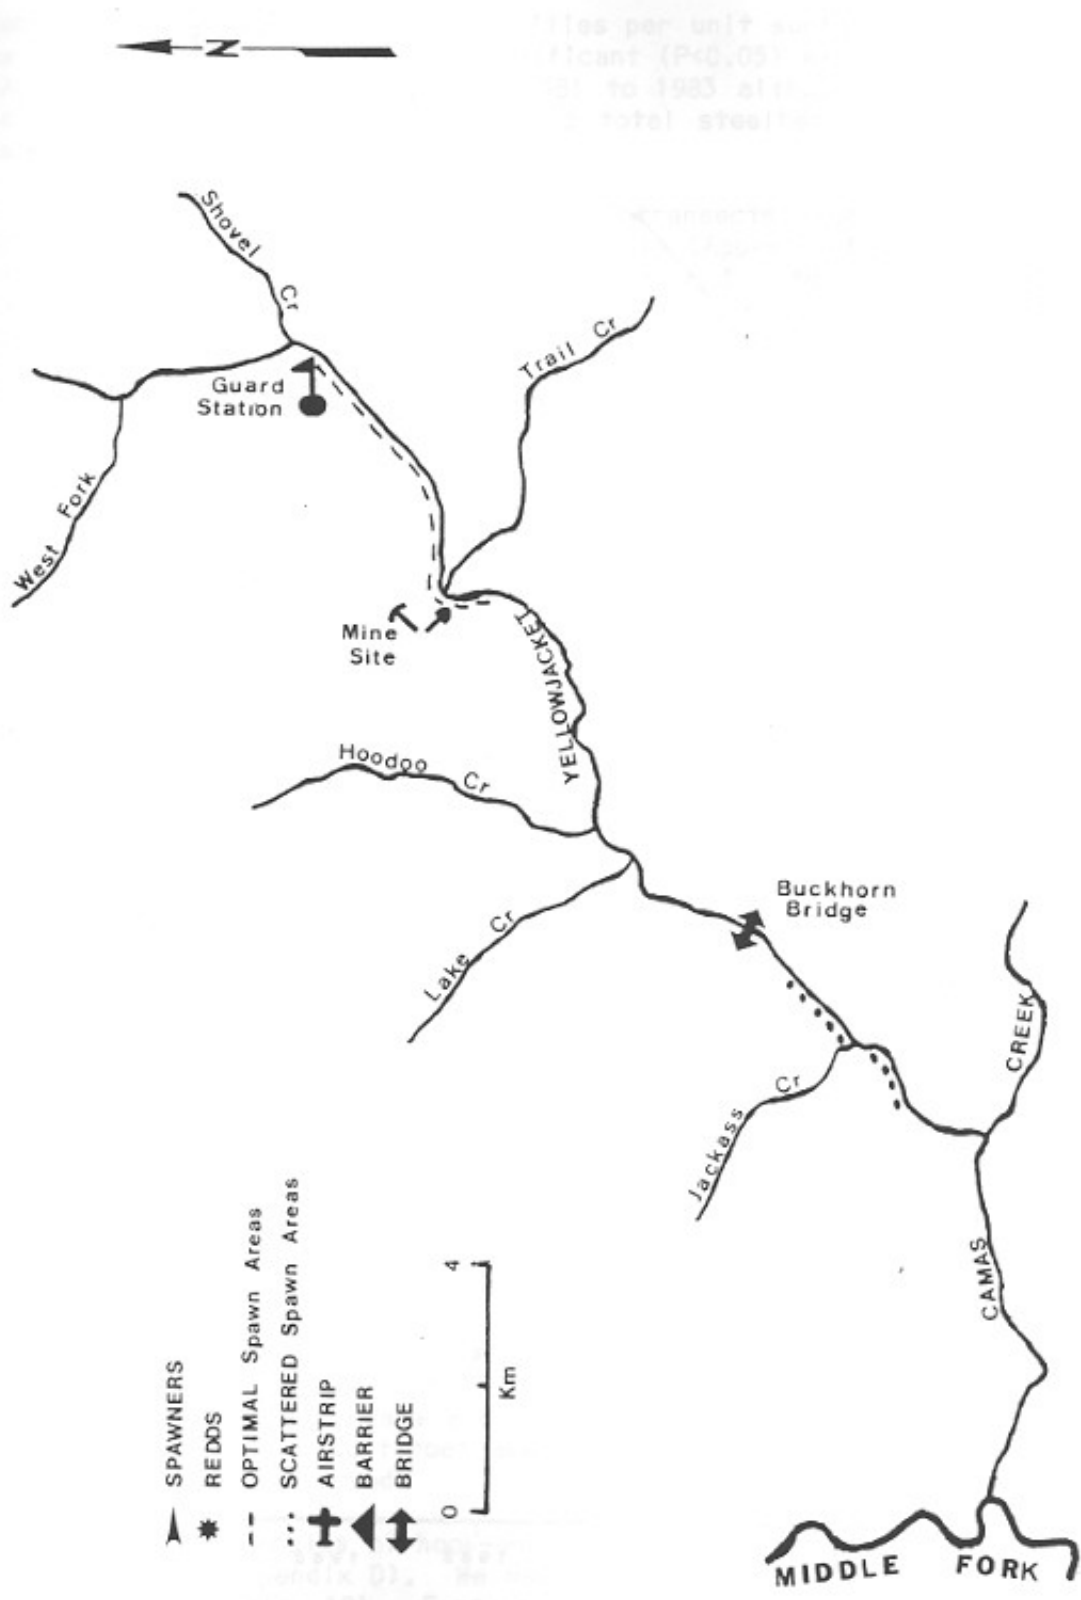 N
Shovel Cr
Trail Cr
Guard
Station
West Fork
Mine
Site
YELLOWJACKET
Hoodoo Cr
Lake Cr
Buckhorn
Bridge
CREEK
Jackass Cr
CAMAS
MIDDLE FORK
SPAWNERS
REDDS
OPTIMAL Spawn Areas
SCATTERED Spawn Areas
AIRSTRIP
BARRIER
BRIDGE
0 4
Km